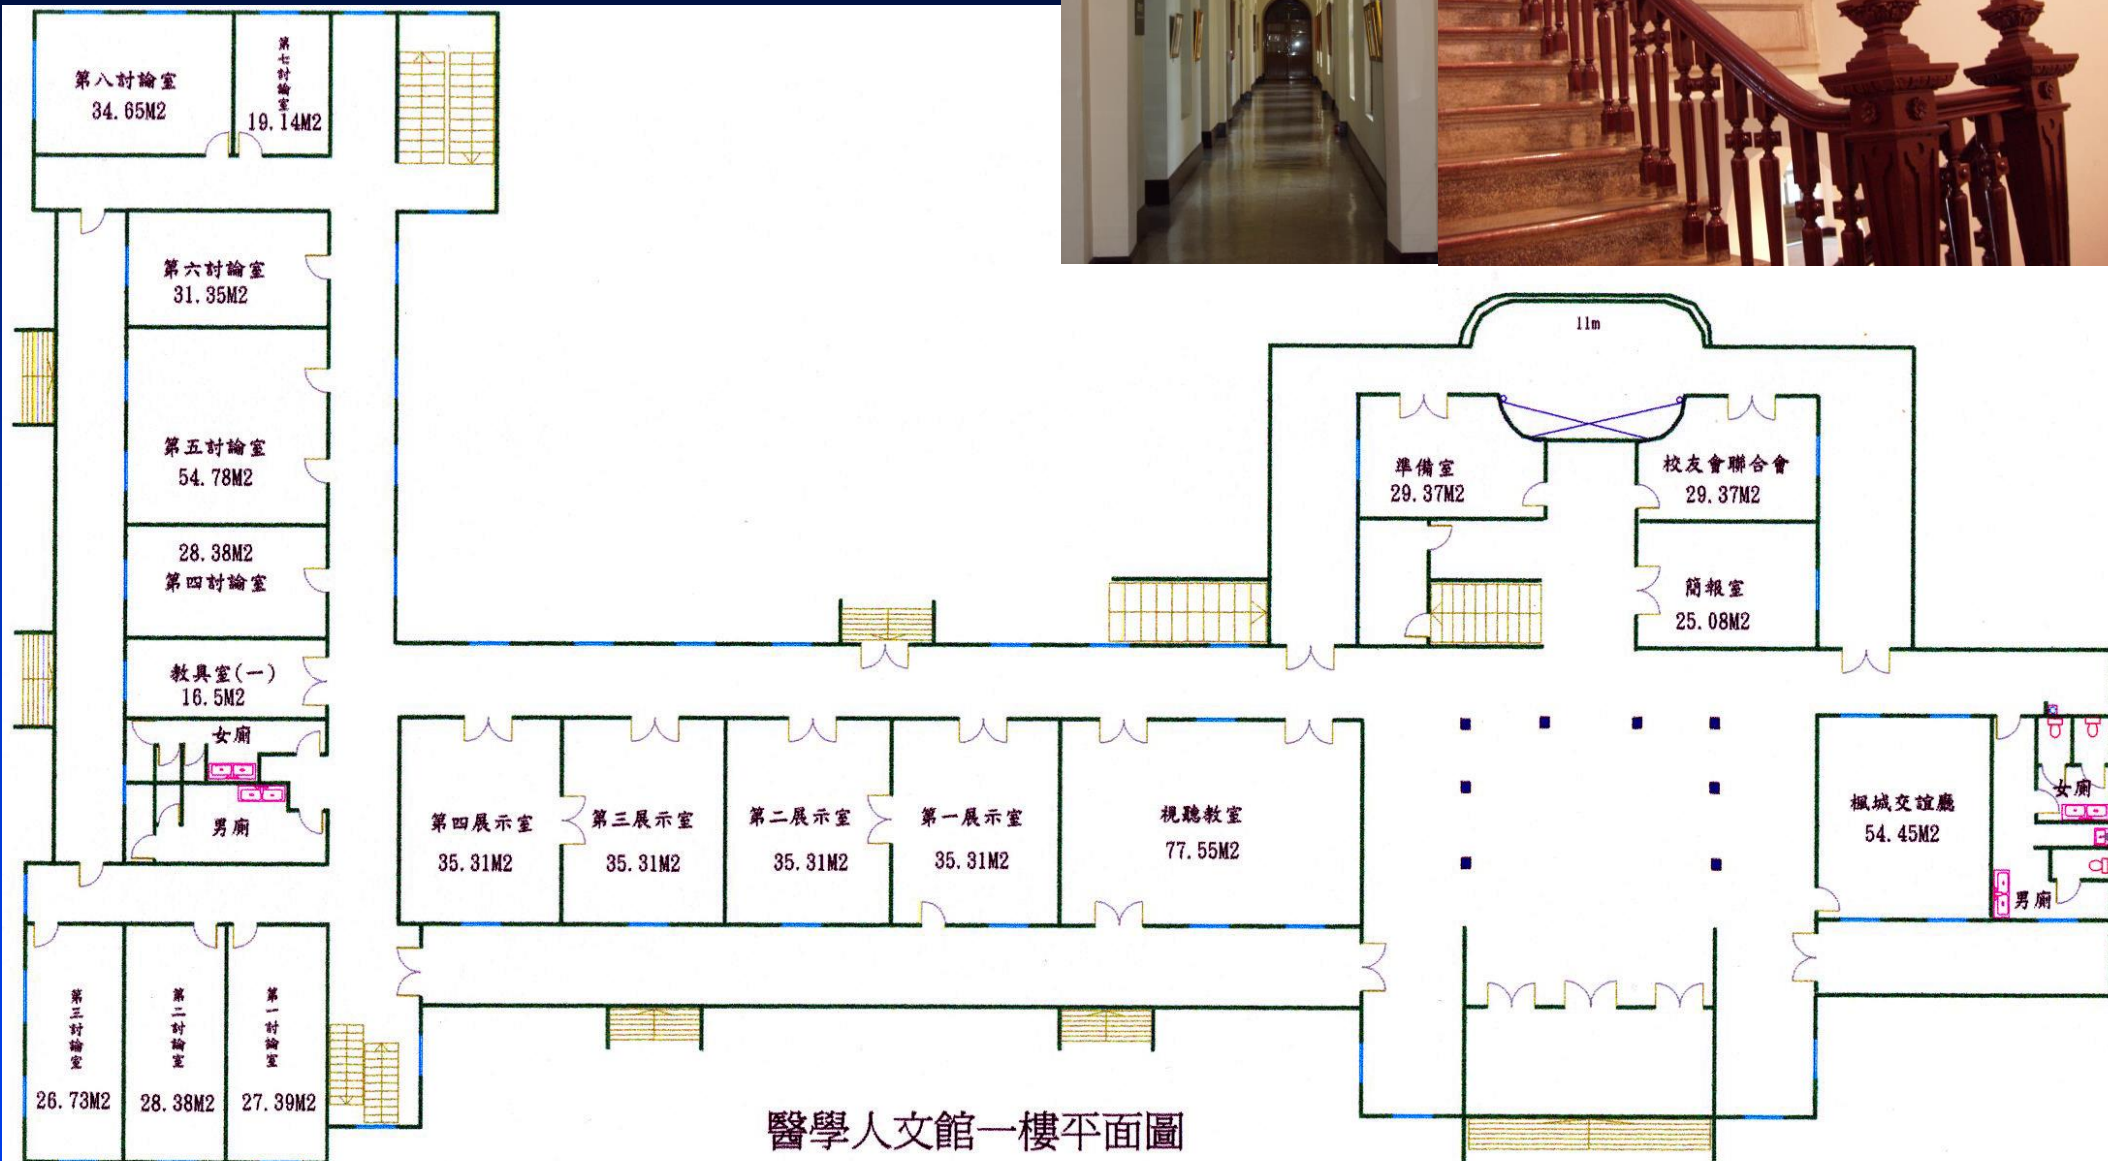 第八討論室
34.65M2
第七討論室
19.14M2
第六討論室
31.35M2
第五討論室
54.78M2
28.38M2
第四討論室
教具室(一)
16.5M2
女廁
男廁
第三討論室
26.73M2
第二討論室
28.38M2
第一討論室
27.39M2
第四展示室
35.31M2
第三展示室
35.31M2
第二展示室
35.31M2
第一展示室
35.31M2
視聽教室
77.55M2
11m
準備室
29.37M2
校友會聯合會
29.37M2
簡報室
25.08M2
楓城交誼廳
54.45M2
女廁
男廁
醫學人文館一樓平面圖